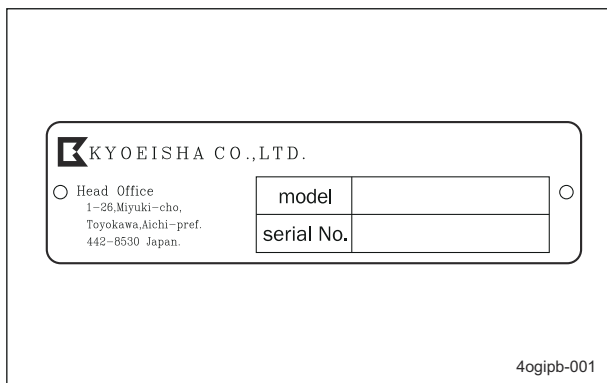 KYOEISHA CO.,LTD.
Head Office
1-26,Miyuki-cho,
Toyokawa,Aichi-pref.
442-8530 Japan.
model
serial No.
4ogipb-001